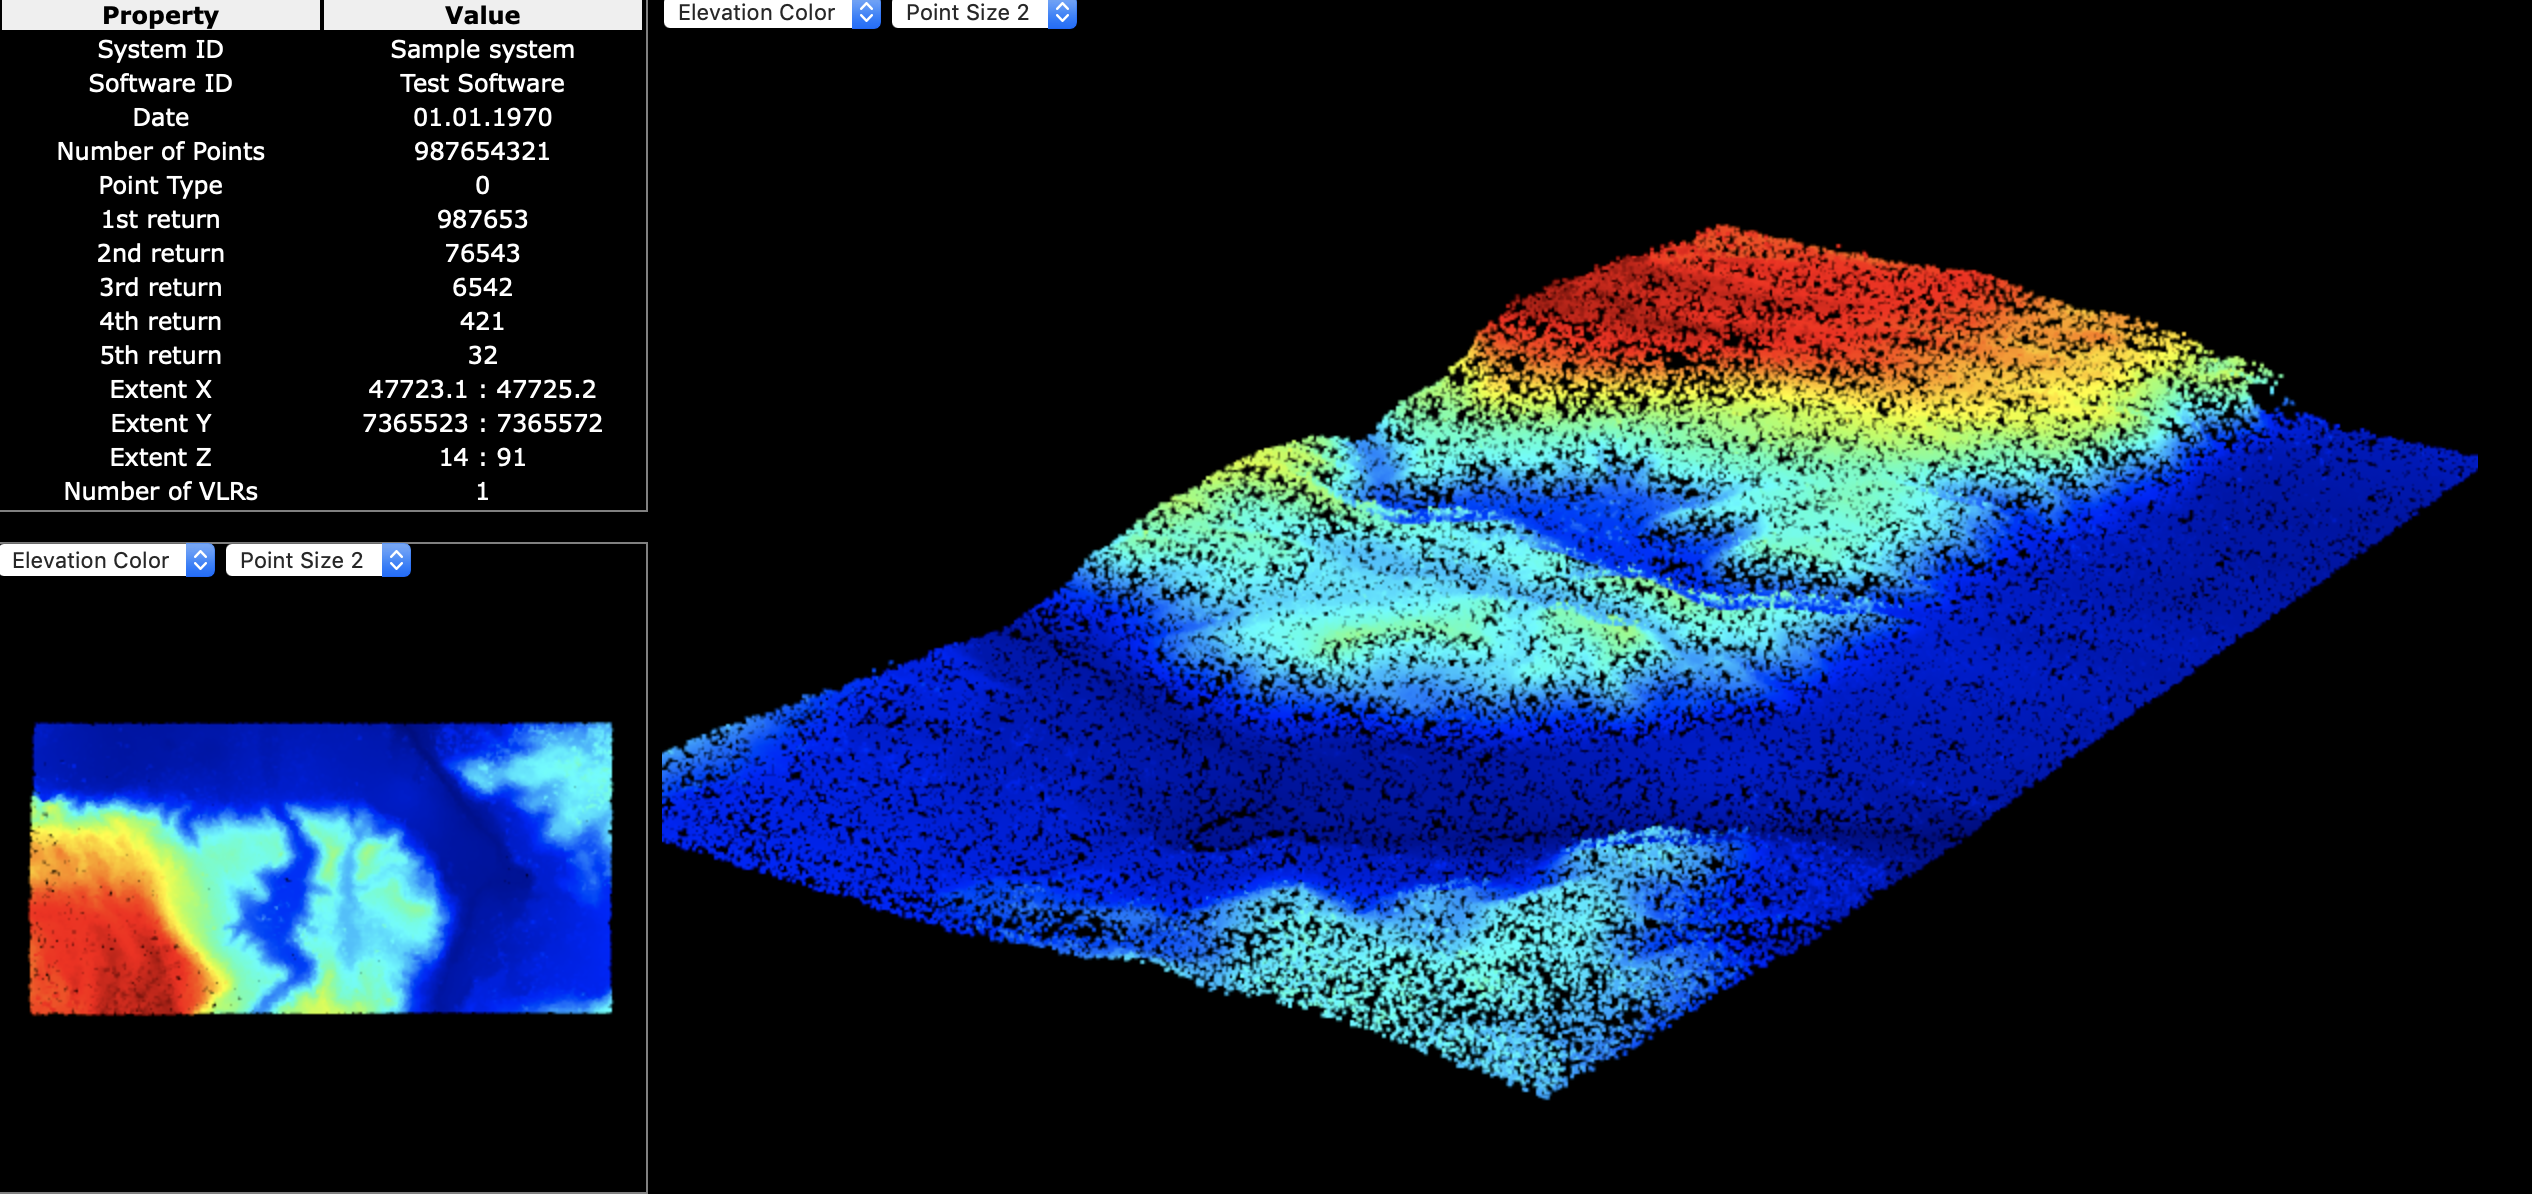 Property Value
System ID Sample system
Software ID Test Software
Date 01.01.1970
Number of Points 987654321
Point Type 0
1st return 987653
2nd return 76543
3rd return 6542
4th return 421
5th return 32
Extent X 47723.1 : 47725.2
Extent Y 7365523 : 7365572
Extent Z 14 : 91
Number of VLRs 1
Elevation Color Point Size 2
Elevation Color Point Size 2